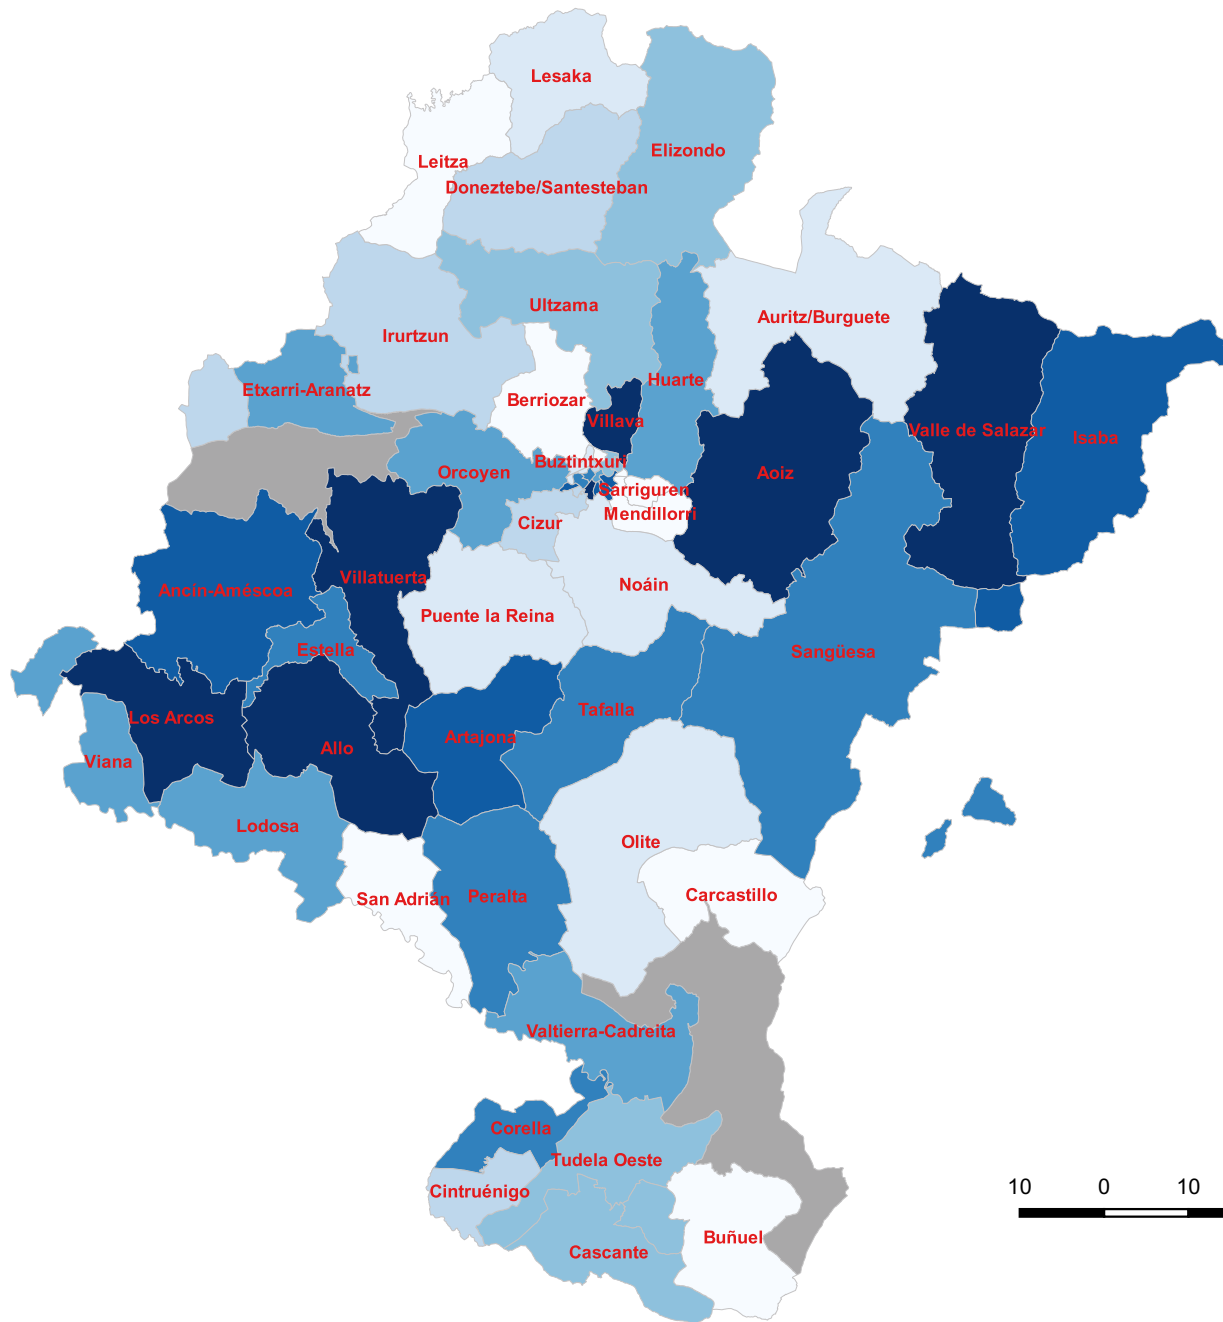 Lesaka
Elizondo
Leitza
Doneztebe/Santesteban
Ultzama
Auritz/Burguete
Irurtzun
Huarte
Etxarri-Aranatz
Berriozar
Villava
Valle de Salazar
Isaba
Buztintxuri
Orcoyen
Aoiz
Sarriguren
Mendillorri
Cizur
Noáin
Villatuerta
Ancín-Améscoa
Puente la Reina
Estella
Sangüesa
Tafalla
Los Arcos
Artajona
Allo
Viana
Lodosa
Olite
Carcastillo
San Adrián
Peralta
Valtierra-Cadreita
Corella
Tudela Oeste
Cintruénigo
10 0 10
Buñuel
Cascante